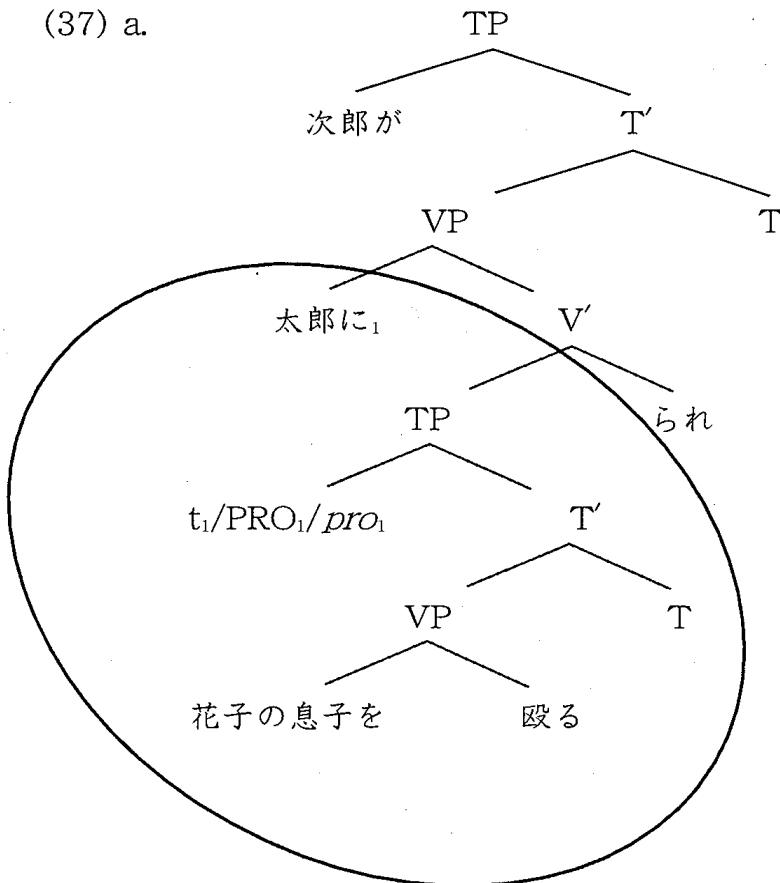 (37) a.
TP
次郎が T′
VP T
太郎に₁ V′
TP られ
t₁/PRO₁/pro₁ T′
VP T
花子の息子を 殴る